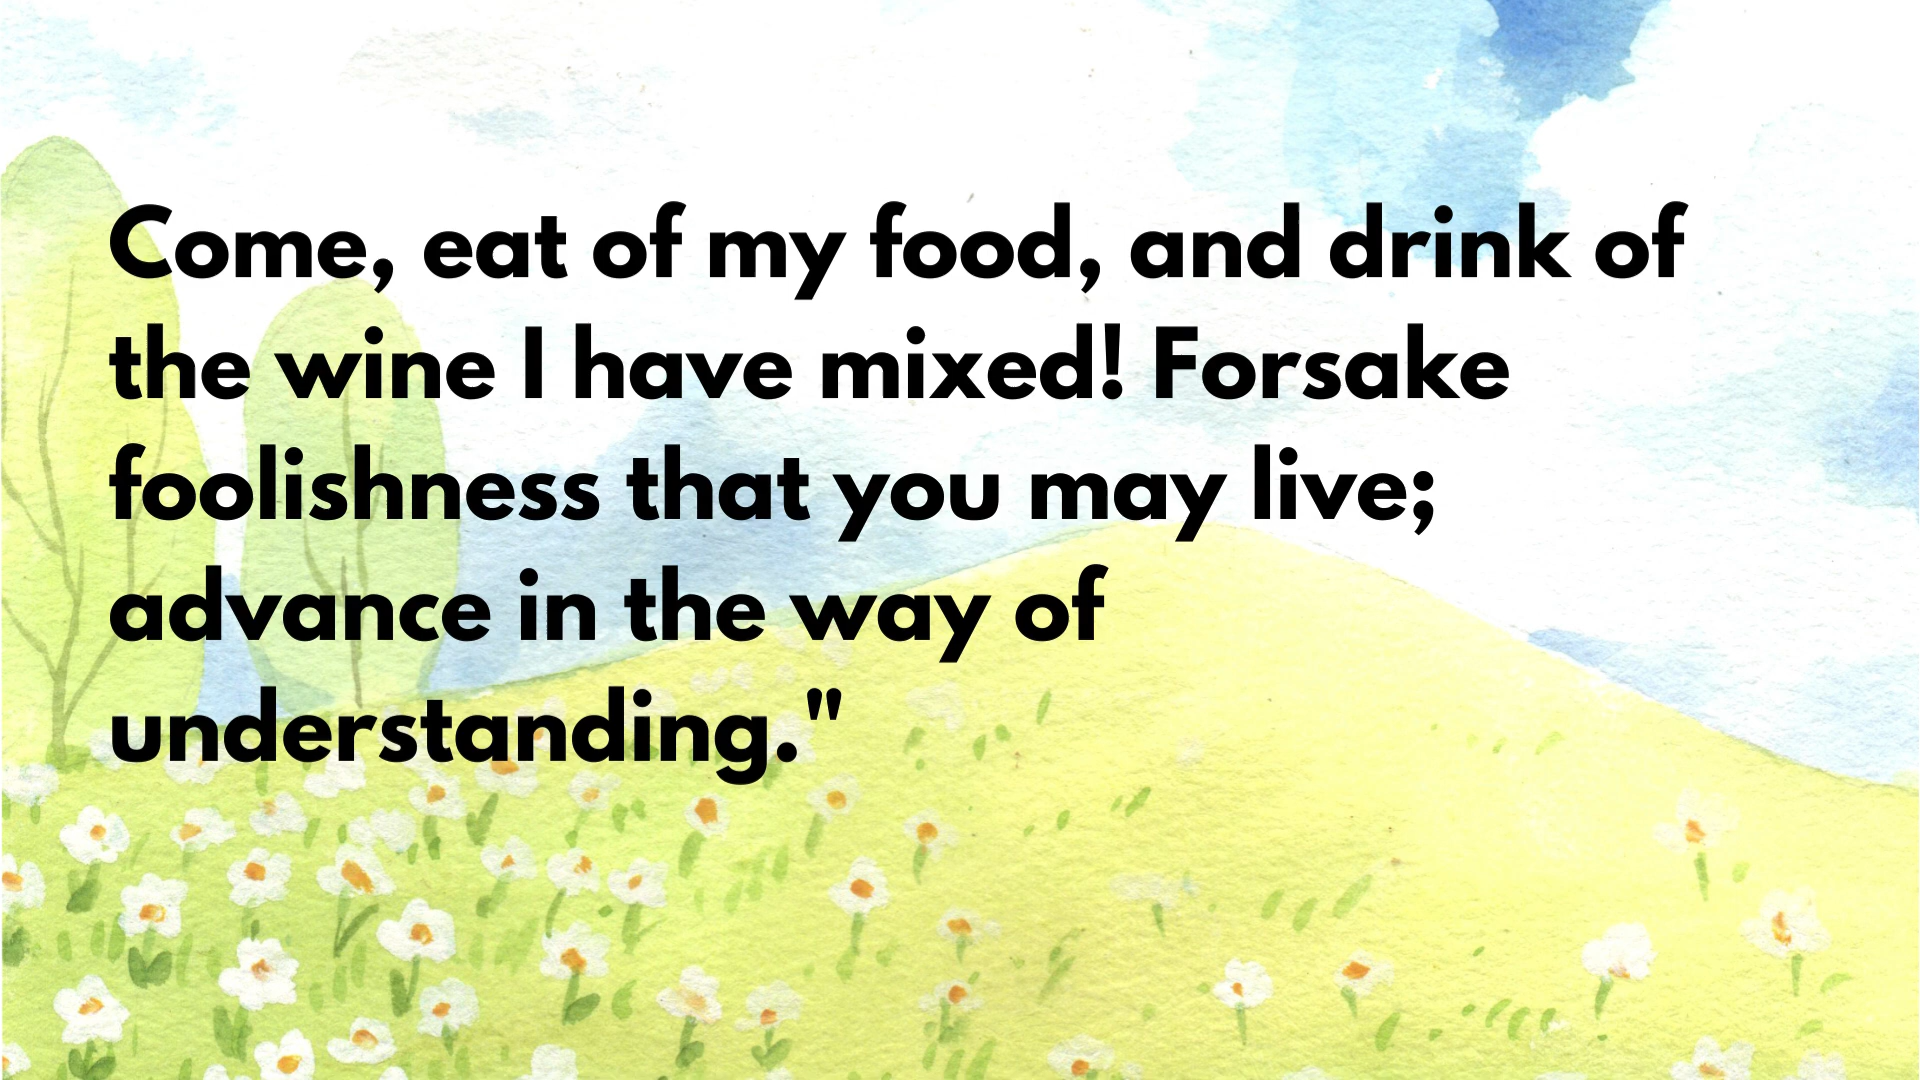 Come, eat of my food, and drink of
the wine I have mixed! Forsake
foolishness that you may live;
advance in the way of
understanding."